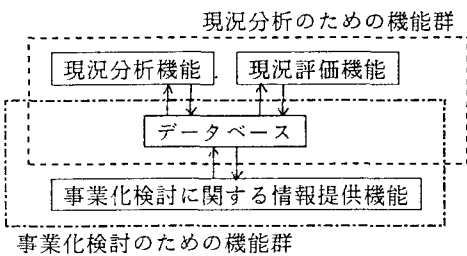 現況分析のための機能群
現況分析機能
現況評価機能
データベース
事業化検討に関する情報提供機能
事業化検討のための機能群